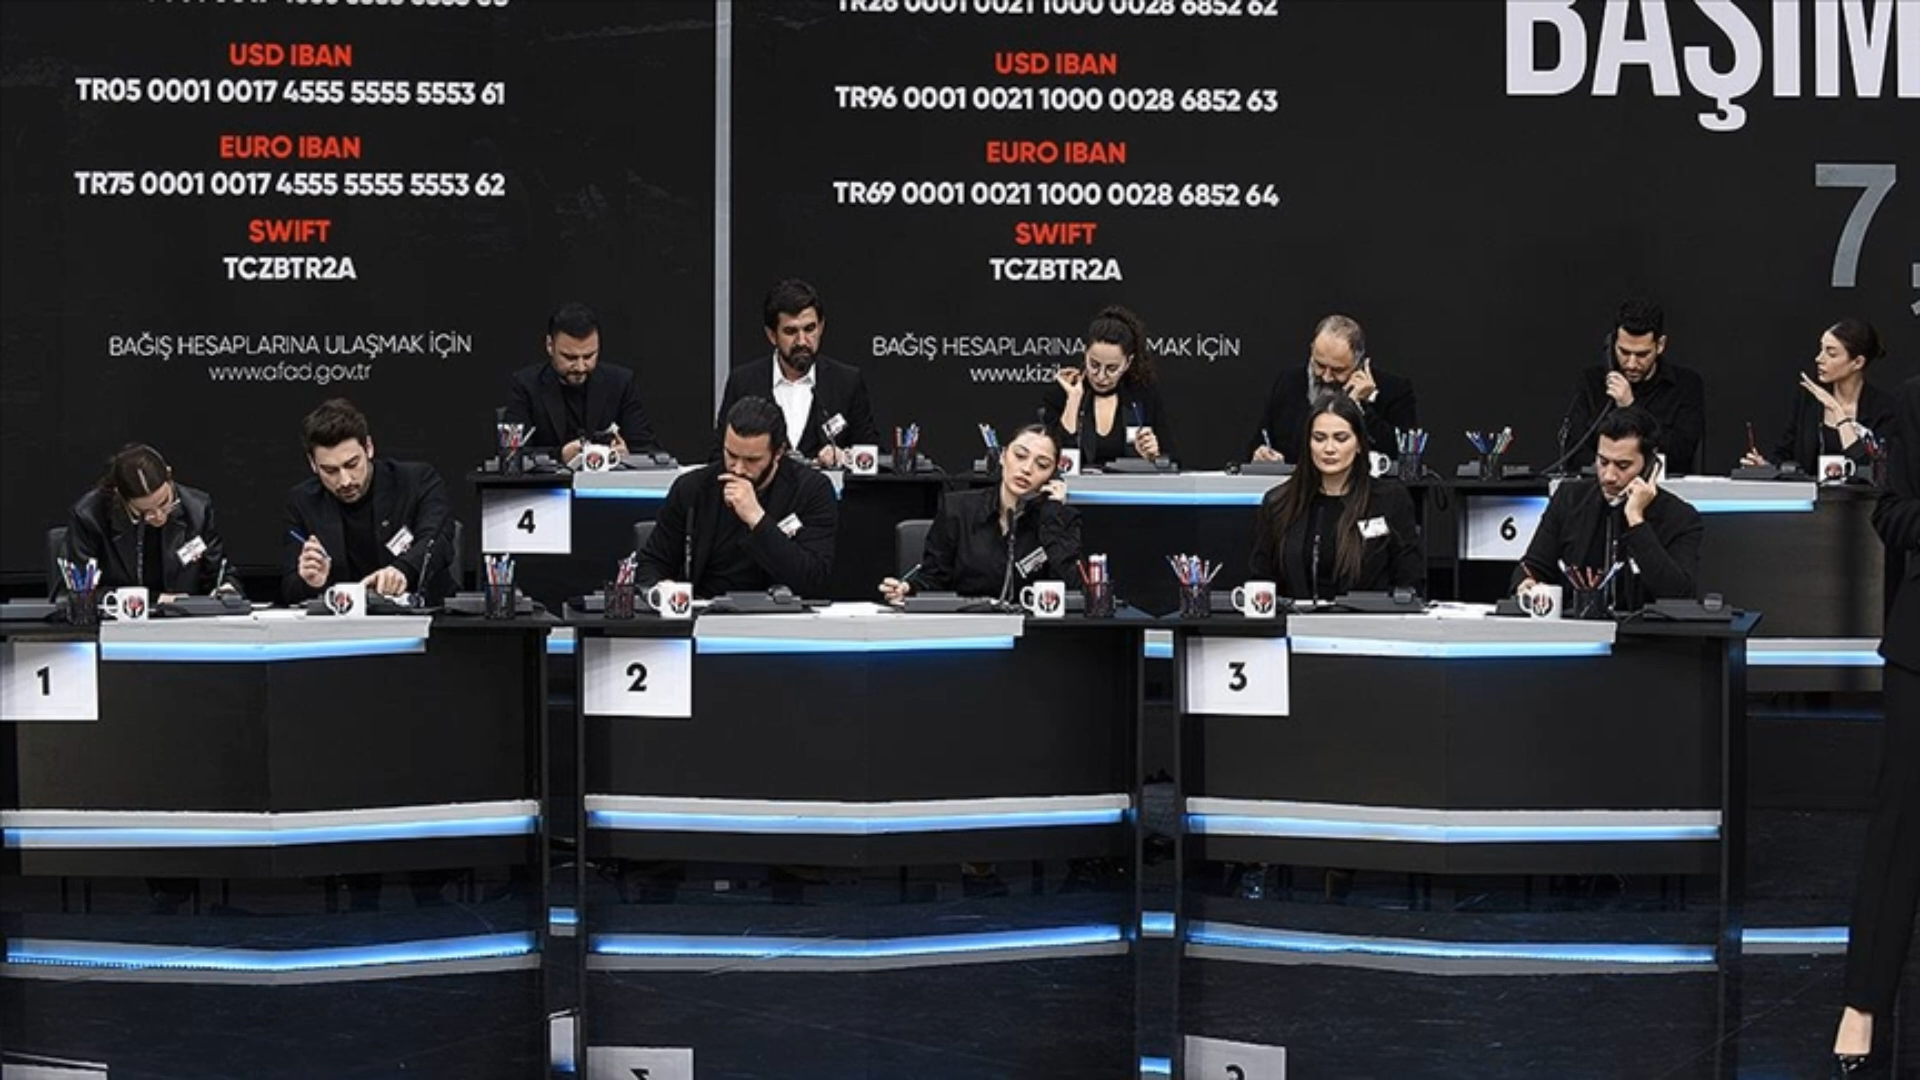 USD IBAN
TR05 0001 0017 4555 5555 5553 61
EURO IBAN
TR75 0001 0017 4555 5555 5553 62
SWIFT
TCZBTR2A
BAĞIŞ HESAPLARINA ULAŞMAK İÇİN
www.afad.gov.tr
TR28 0001 0021 1000 0028 6852 62
USD IBAN
TR96 0001 0021 1000 0028 6852 63
EURO IBAN
TR69 0001 0021 1000 0028 6852 64
SWIFT
TCZBTR2A
BAĞIŞ HESAPLARINA MAK İÇİN
www.kizi
BAŞIM
7
4
6
1
2
3